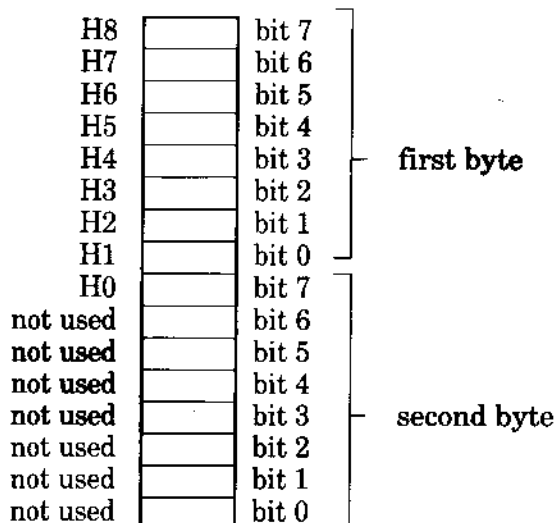 H8 bit 7
H7 bit 6
H6 bit 5
H5 bit 4
H4 bit 3 first byte
H3 bit 2
H2 bit 1
H1 bit 0
H0 bit 7
not used bit 6
not used bit 5
not used bit 4
not used bit 3 second byte
not used bit 2
not used bit 1
not used bit 0